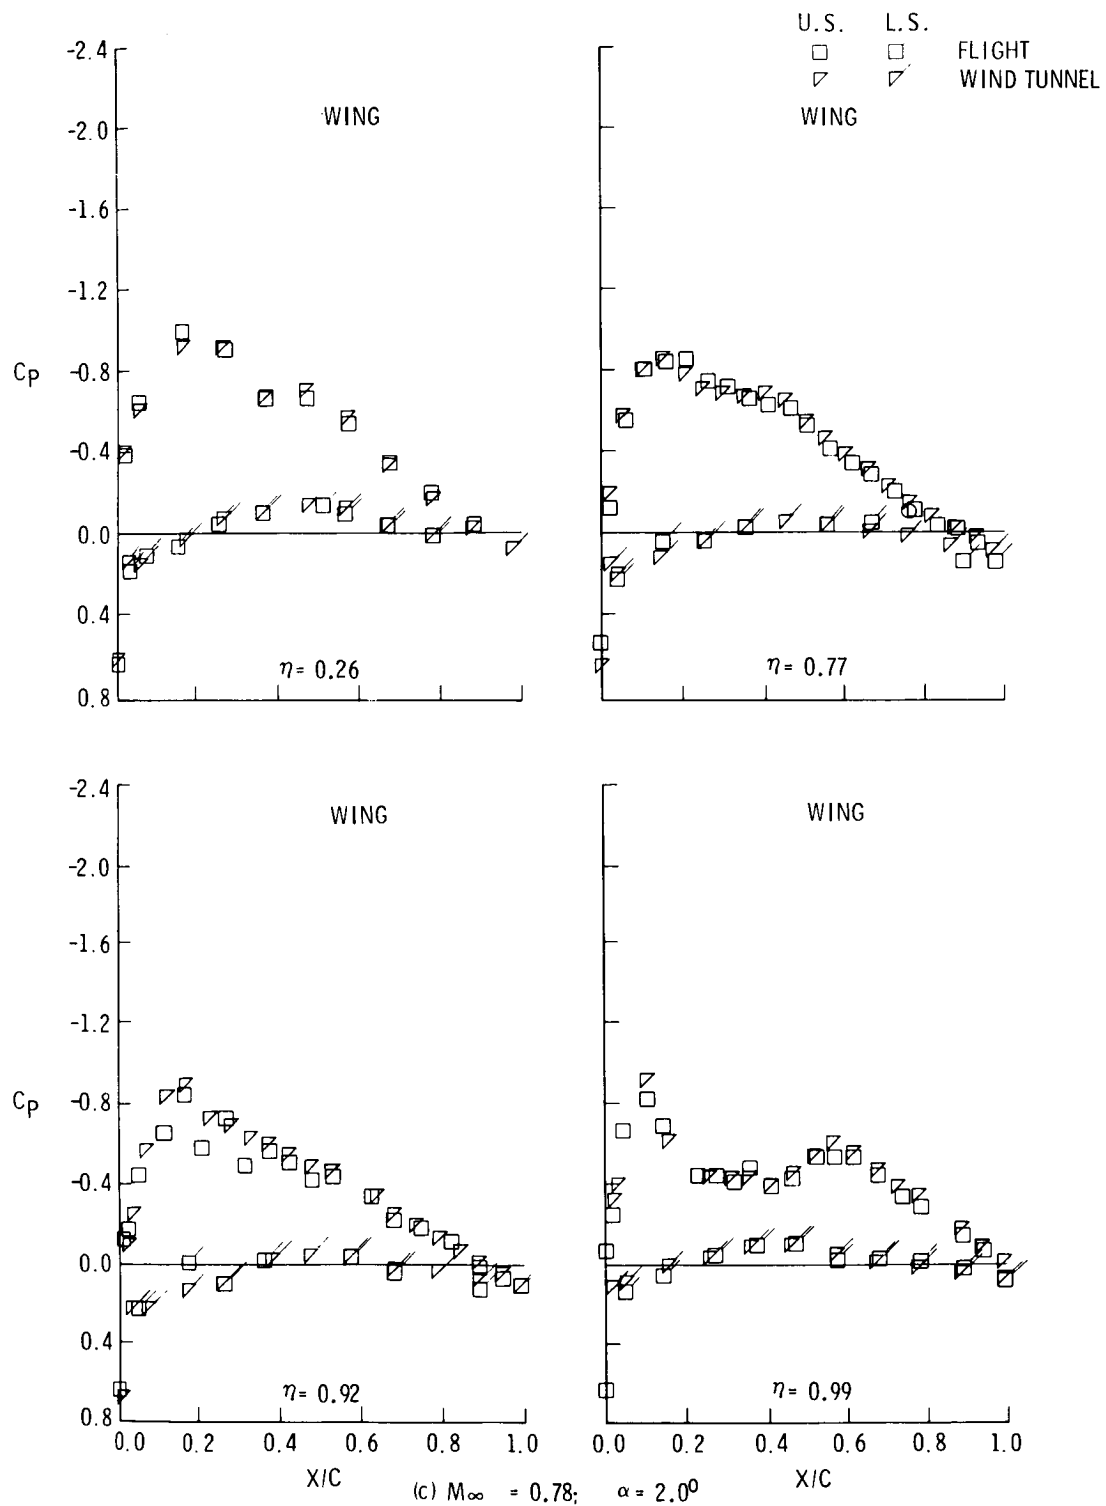 U.S. L.S.
FLIGHT
WIND TUNNEL
-2.4
-2.0
-1.6
-1.2
-0.8
-0.4
0.0
0.4
0.8
Cp
WING
η = 0.26
WING
η = 0.77
-2.4
-2.0
-1.6
-1.2
-0.8
-0.4
0.0
0.4
0.8
Cp
WING
η = 0.92
0.0 0.2 0.4 0.6 0.8 1.0
X/C
WING
η = 0.99
0.0 0.2 0.4 0.6 0.8 1.0
X/C
(c) M∞ = 0.78; α = 2.0⁰